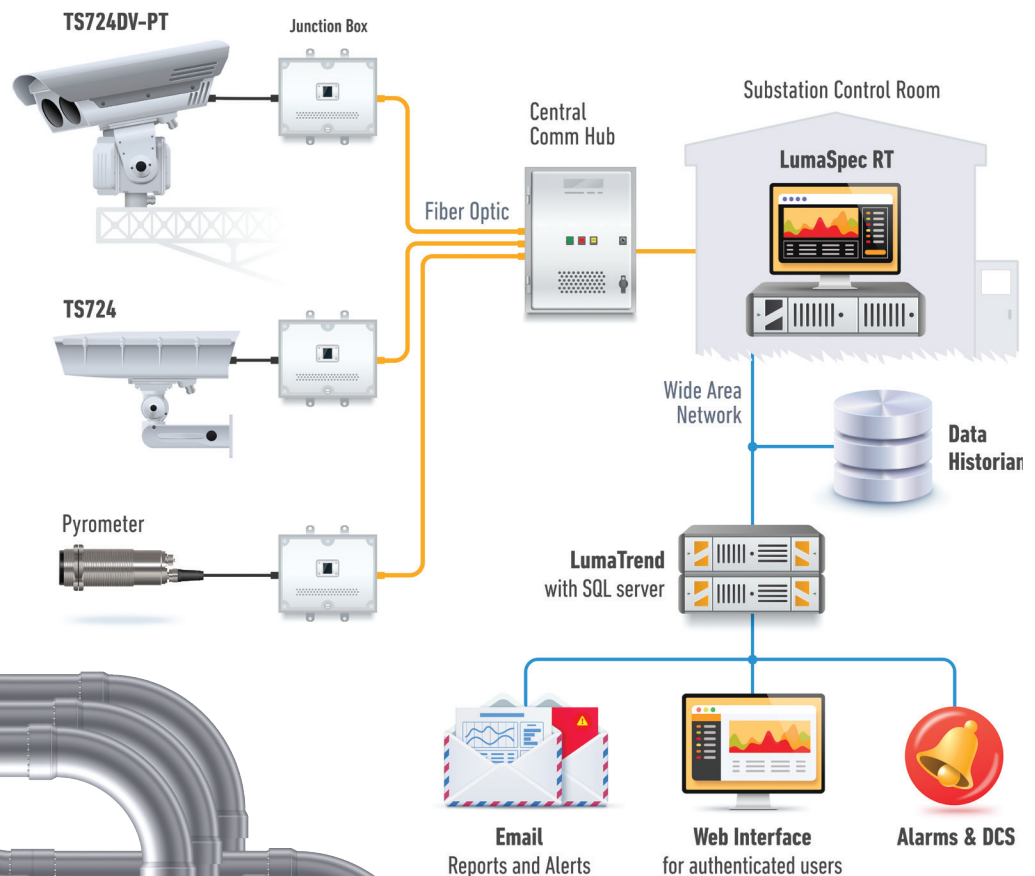 TS724DV-PT
Junction Box
Substation Control Room
Central
Comm Hub
LumaSpec RT
Fiber Optic
TS724
Wide Area
Network
Data
Historian
Pyrometer
LumaTrend
with SQL server
Email
Reports and Alerts
Web Interface
for authenticated users
Alarms & DCS